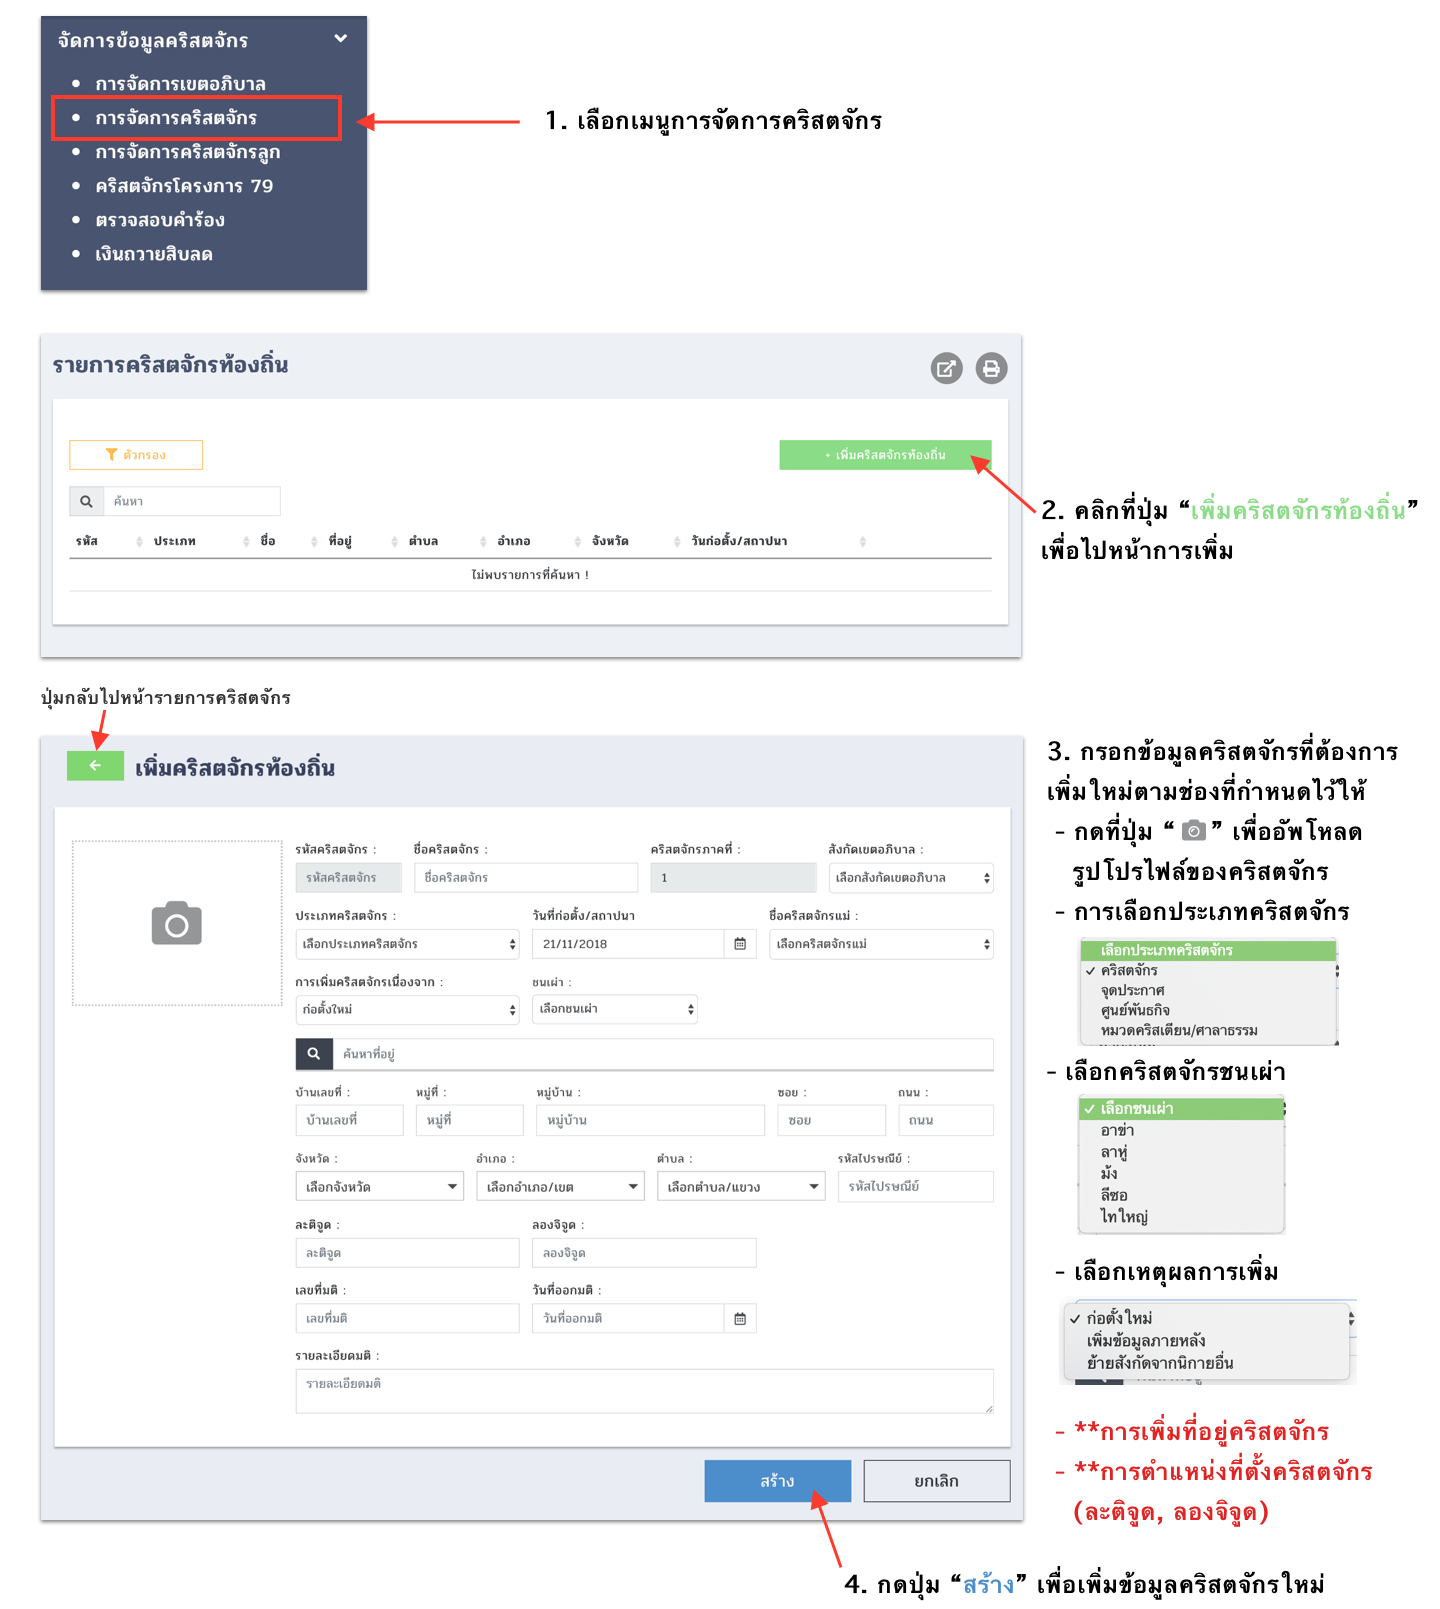 จัดการข้อมูลคริสตจักร
• การจัดการเขตอภิบาล
• การจัดการคริสตจักร
• การจัดการคริสตจักรลูก
• คริสตจักรโครงการ 79
• ตรวจสอบคำร้อง
• เงินถวายสิบลด
1. เลือกเมนูการจัดการคริสตจักร
รายการคริสตจักรท้องถิ่น
ตัวกรอง
+ เพิ่มคริสตจักรท้องถิ่น
ค้นหา
รหัส ประเภท ชื่อ ที่อยู่ ตำบล อำเภอ จังหวัด วันก่อตั้ง/สถาปนา
ไม่พบรายการที่ค้นหา !
2. คลิกที่ปุ่ม “เพิ่มคริสตจักรท้องถิ่น”
เพื่อไปหน้าการเพิ่ม
ปุ่มกลับไปหน้ารายการคริสตจักร
เพิ่มคริสตจักรท้องถิ่น
รหัสคริสตจักร : ชื่อคริสตจักร : คริสตจักรภาคที่ : สังกัดเขตอภิบาล :
รหัสคริสตจักร ชื่อคริสตจักร 1 เลือกสังกัดเขตอภิบาล
ประเภทคริสตจักร : วันที่ก่อตั้ง/สถาปนา ชื่อคริสตจักรแม่ :
เลือกประเภทคริสตจักร 21/11/2018 เลือกคริสตจักรแม่
การเพิ่มคริสตจักรเนื่องจาก : ชนเผ่า :
ก่อตั้งใหม่ เลือกชนเผ่า
ค้นหาที่อยู่
บ้านเลขที่ : หมู่ที่ : หมู่บ้าน : ซอย : ถนน :
บ้านเลขที่ หมู่ที่ หมู่บ้าน ซอย ถนน
จังหวัด : อำเภอ : ตำบล : รหัสไปรษณีย์ :
เลือกจังหวัด เลือกอำเภอ/เขต เลือกตำบล/แขวง รหัสไปรษณีย์
ละติจูด : ลองจิจูด :
ละติจูด ลองจิจูด
เลขที่มติ : วันที่ออกมติ :
เลขที่มติ วันที่ออกมติ
รายละเอียดมติ :
รายละเอียดมติ
สร้าง ยกเลิก
3. กรอกข้อมูลคริสตจักรที่ต้องการ
เพิ่มใหม่ตามช่องที่กำหนดไว้ให้
- กดที่ปุ่ม “ ” เพื่ออัพโหลด
รูปโปรไฟล์ของคริสตจักร
- การเลือกประเภทคริสตจักร
เลือกประเภทคริสตจักร
✓ คริสตจักร
จุดประกาศ
ศูนย์พันธกิจ
หมวดคริสเตียน/ศาลาธรรม
- เลือกคริสตจักรชนเผ่า
✓ เลือกชนเผ่า
อาข่า
ลาหู่
ม้ง
ลีซอ
ไทใหญ่
- เลือกเหตุผลการเพิ่ม
✓ ก่อตั้งใหม่
เพิ่มข้อมูลภายหลัง
ย้ายสังกัดจากนิกายอื่น
- **การเพิ่มที่อยู่คริสตจักร
- **การตำแหน่งที่ตั้งคริสตจักร
(ละติจูด, ลองจิจูด)
4. กดปุ่ม “สร้าง” เพื่อเพิ่มข้อมูลคริสตจักรใหม่